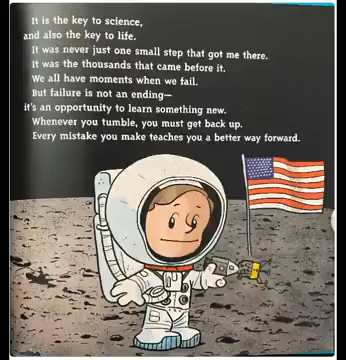 It is the key to science,
and also the key to life.
It was never just one small step that got me there.
It was the thousands that came before it.
We all have moments when we fail.
But failure is not an ending—
it's an opportunity to learn something new.
Whenever you tumble, you must get back up.
Every mistake you make teaches you a better way forward.